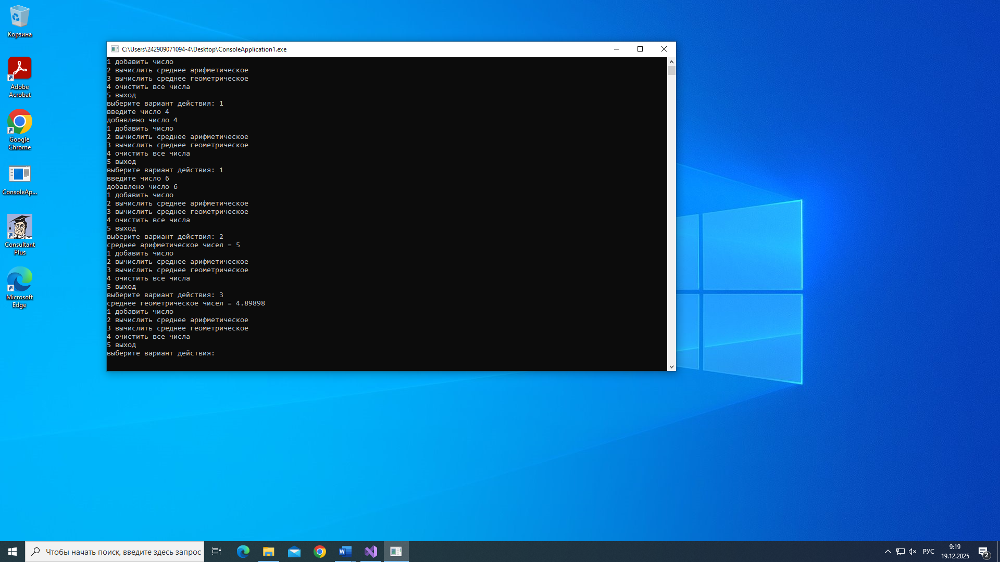 Корзина
Adobe
Acrobat
Google
Chrome
ConsoleAp...
Consultant
Plus
Microsoft
Edge
C:\Users\242909071094-4\Desktop\ConsoleApplication1.exe
1 добавить число
2 вычислить среднее арифметическое
3 вычислить среднее геометрическое
4 очистить все числа
5 выход
выберите вариант действия: 1
введите число 4
добавлено число 4
1 добавить число
2 вычислить среднее арифметическое
3 вычислить среднее геометрическое
4 очистить все числа
5 выход
выберите вариант действия: 1
введите число 6
добавлено число 6
1 добавить число
2 вычислить среднее арифметическое
3 вычислить среднее геометрическое
4 очистить все числа
5 выход
выберите вариант действия: 2
среднее арифметическое чисел = 5
1 добавить число
2 вычислить среднее арифметическое
3 вычислить среднее геометрическое
4 очистить все числа
5 выход
выберите вариант действия: 3
среднее геометрическое чисел = 4.89898
1 добавить число
2 вычислить среднее арифметическое
3 вычислить среднее геометрическое
4 очистить все числа
5 выход
выберите вариант действия:
Чтобы начать поиск, введите здесь запрос
W
РУС
9:19
19.12.2025
2